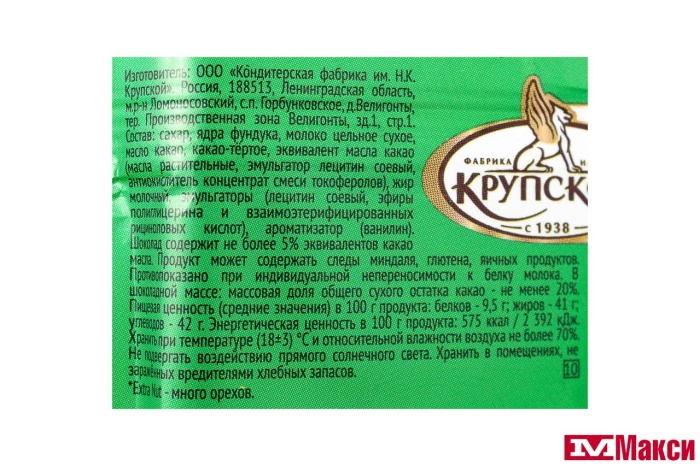 Изготовитель: ООО «Кондитерская фабрика им. Н.К.
Крупской». Россия, 188513, Ленинградская область,
м.р-н Ломоносовский, с.п. Горбунковское, д.Велигонты,
тер. Производственная зона Велигонты, зд.1, стр.1.
Состав: сахар, ядра фундука, молоко цельное сухое,
масло какао, какао-тёртое, эквивалент масла какао
(масла растительные, эмульгатор лецитин соевый,
антиокислитель концентрат смеси токоферолов), жир
молочный, эмульгаторы (лецитин соевый, эфиры
полиглицерина и взаимоэтерифицированных
рициноловых кислот), ароматизатор (ванилин).
Шоколад содержит не более 5% эквивалентов какао
масла. Продукт может содержать следы миндаля, глютена, яичных продуктов.
Противопоказано при индивидуальной непереносимости к белку молока. В
шоколадной массе: массовая доля общего сухого остатка какао - не менее 20%.
Пищевая ценность (средние значения) в 100 г продукта: белков - 9,5 г; жиров - 41 г;
углеводов - 42 г. Энергетическая ценность в 100 г продукта: 575 ккал / 2 392 кДж.
Хранить при температуре (18±3) °С и относительной влажности воздуха не более 70%.
Не подвергать воздействию прямого солнечного света. Хранить в помещениях, не
заражённых вредителями хлебных запасов.
*Extra Nut - много орехов.
10
ФАБРИКА
КРУПСКО
с 1938
Макси